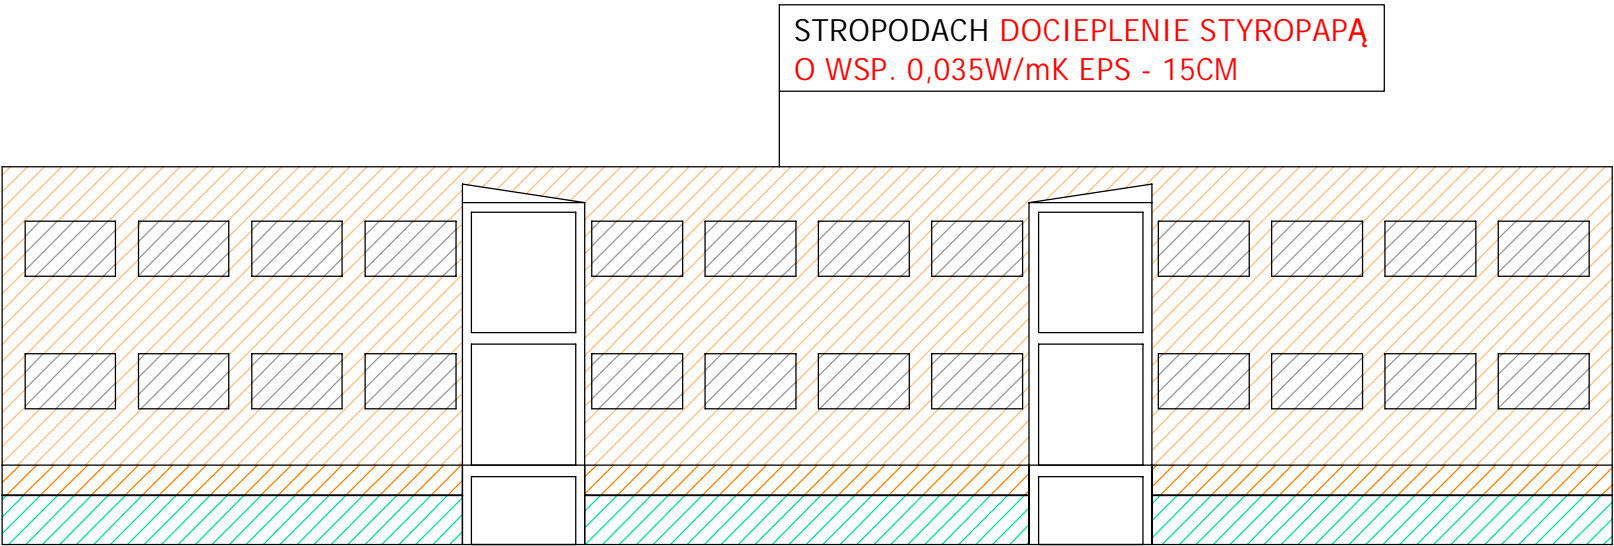 STROPODACH DOCIEPLENIE STYROPAPĄ
O WSP. 0,035W/mK EPS - 15CM